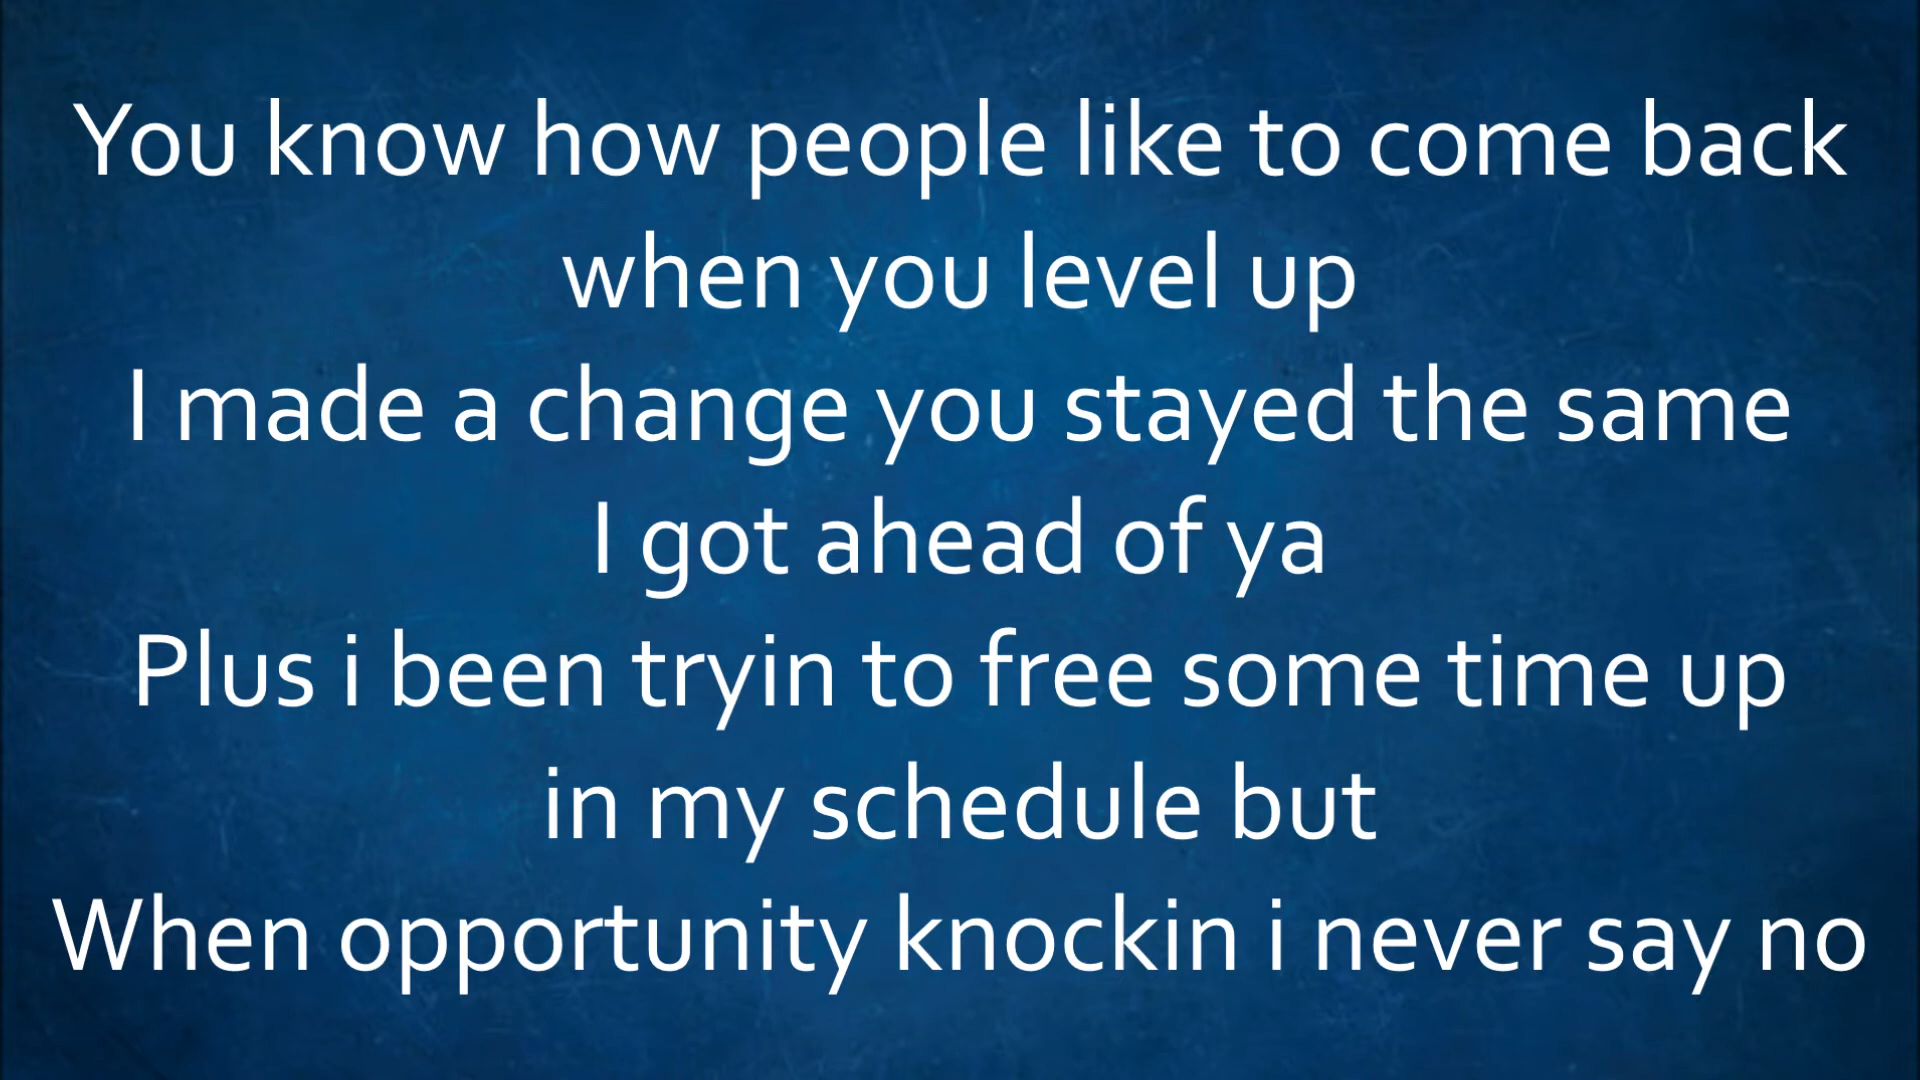 You know how people like to come back
when you level up
I made a change you stayed the same
I got ahead of ya
Plus i been tryin to free some time up
in my schedule but
When opportunity knockin i never say no